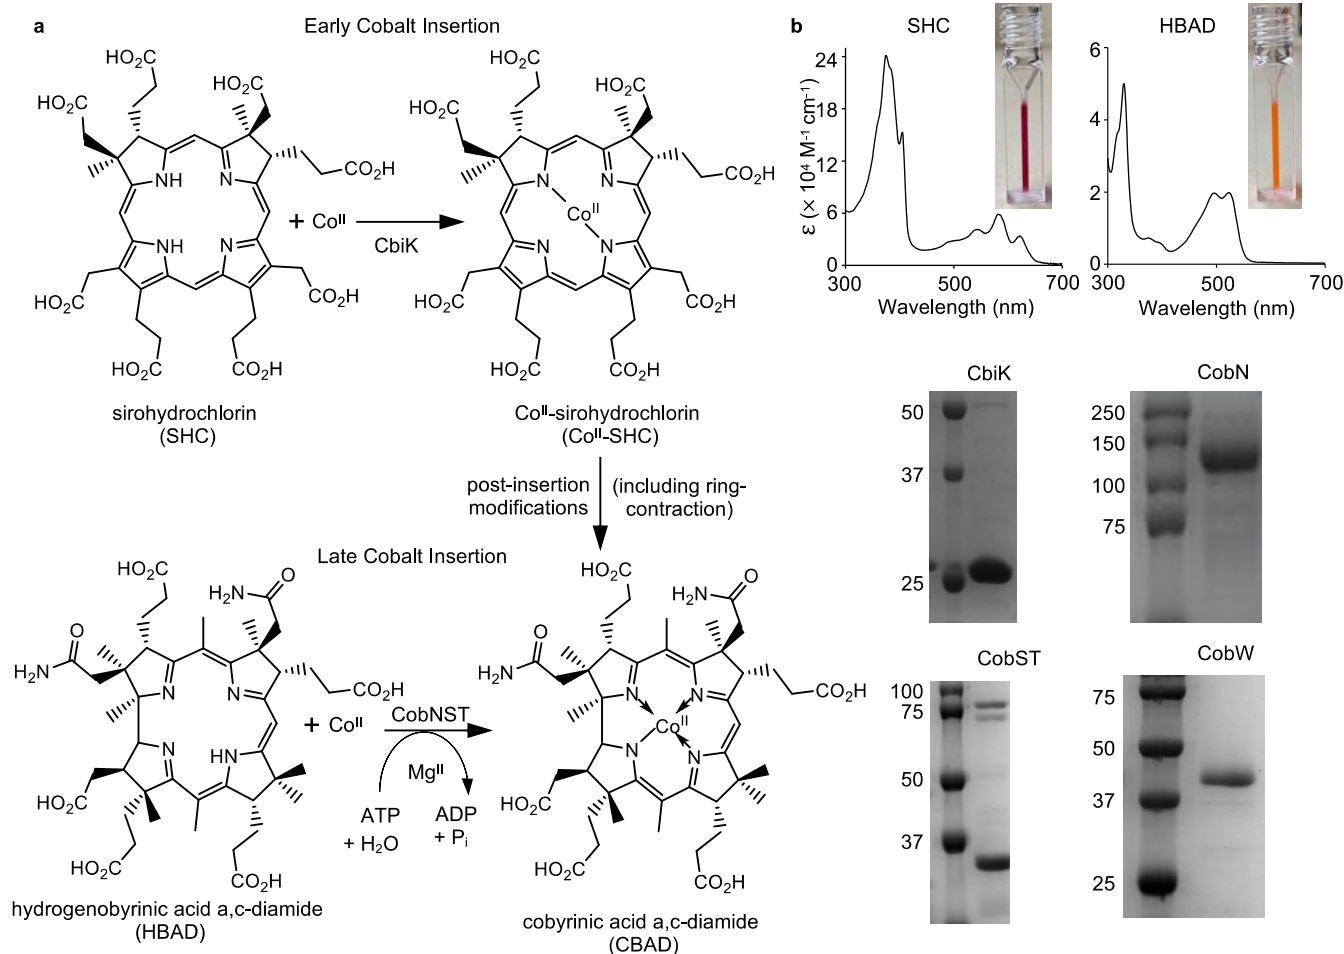 a
Early Cobalt Insertion
HO₂C
HO₂C
HO₂C
CO₂H
NH
N
NH
N
HO₂C
CO₂H
HO₂C
CO₂H
sirohydrochlorin
(SHC)
+ Coᴵᴵ
CbiK
HO₂C
HO₂C
HO₂C
CO₂H
N
N
Coᴵᴵ
N
N
HO₂C
CO₂H
HO₂C
CO₂H
Coᴵᴵ-sirohydrochlorin
(Coᴵᴵ-SHC)
post-insertion
modifications
(including ring-
contraction)
Late Cobalt Insertion
HO₂C
H₂N
O
O
H₂N
CO₂H
N
N
N
HN
HO₂C
HO₂C
CO₂H
hydrogenobyrinic acid a,c-diamide
(HBAD)
+ Coᴵᴵ
CobNST
Mgᴵᴵ
ATP
+ H₂O
ADP
+ Pᵢ
HO₂C
H₂N
O
O
H₂N
CO₂H
N
N
Coᴵᴵ
N
N
HO₂C
HO₂C
CO₂H
cobyrinic acid a,c-diamide
(CBAD)
b
SHC
ε (× 10⁴ M⁻¹ cm⁻¹)
24
18
12
6
0
300
500
700
Wavelength (nm)
HBAD
6
4
2
0
300
500
700
Wavelength (nm)
CbiK
50
37
25
CobN
250
150
100
75
CobST
100
75
50
37
CobW
75
50
37
25